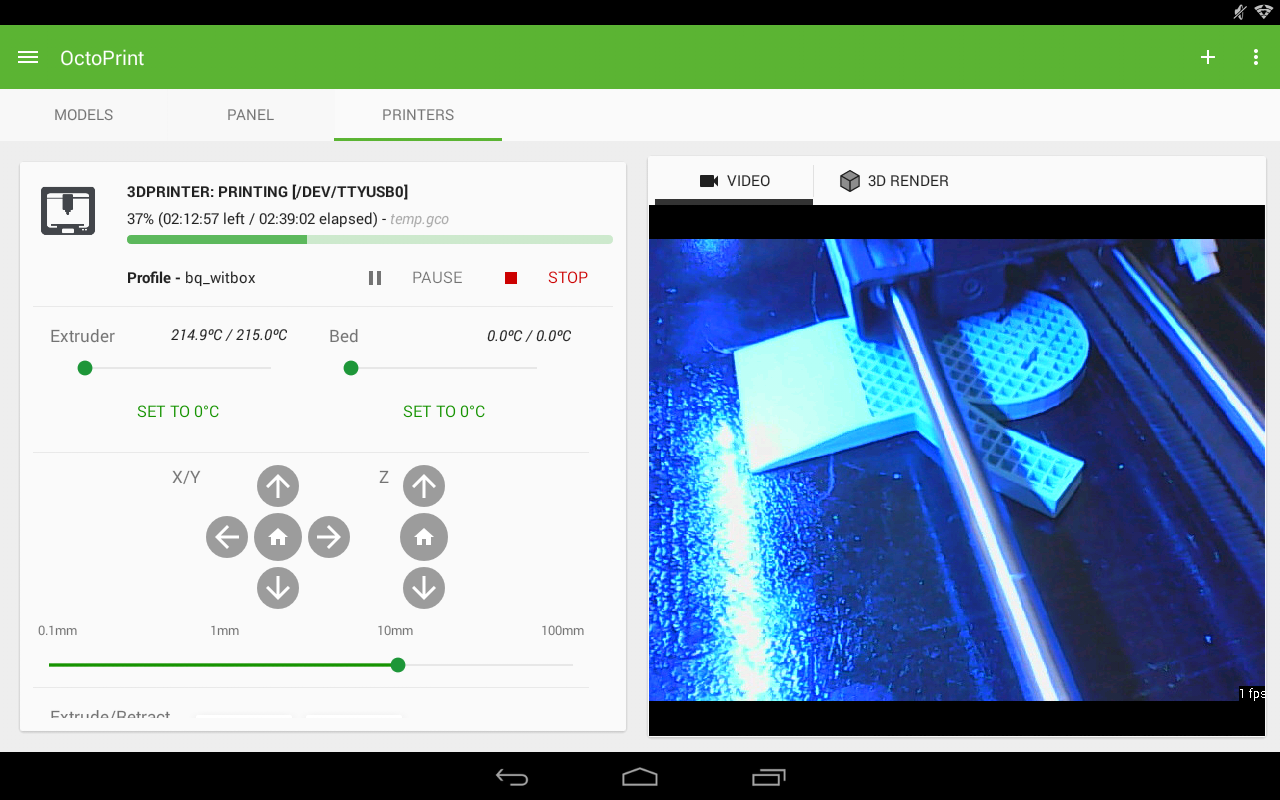 OctoPrint
MODELS
PANEL
PRINTERS
3DPRINTER: PRINTING [/DEV/TTYUSB0]
37% (02:12:57 left / 02:39:02 elapsed) - temp.gco
Profile - bq_witbox
PAUSE
STOP
Extruder
214.9ºC / 215.0ºC
Bed
0.0ºC / 0.0ºC
SET TO 0°C
SET TO 0°C
X/Y
Z
0.1mm
1mm
10mm
100mm
Extrude/Retract
VIDEO
3D RENDER
1 fps